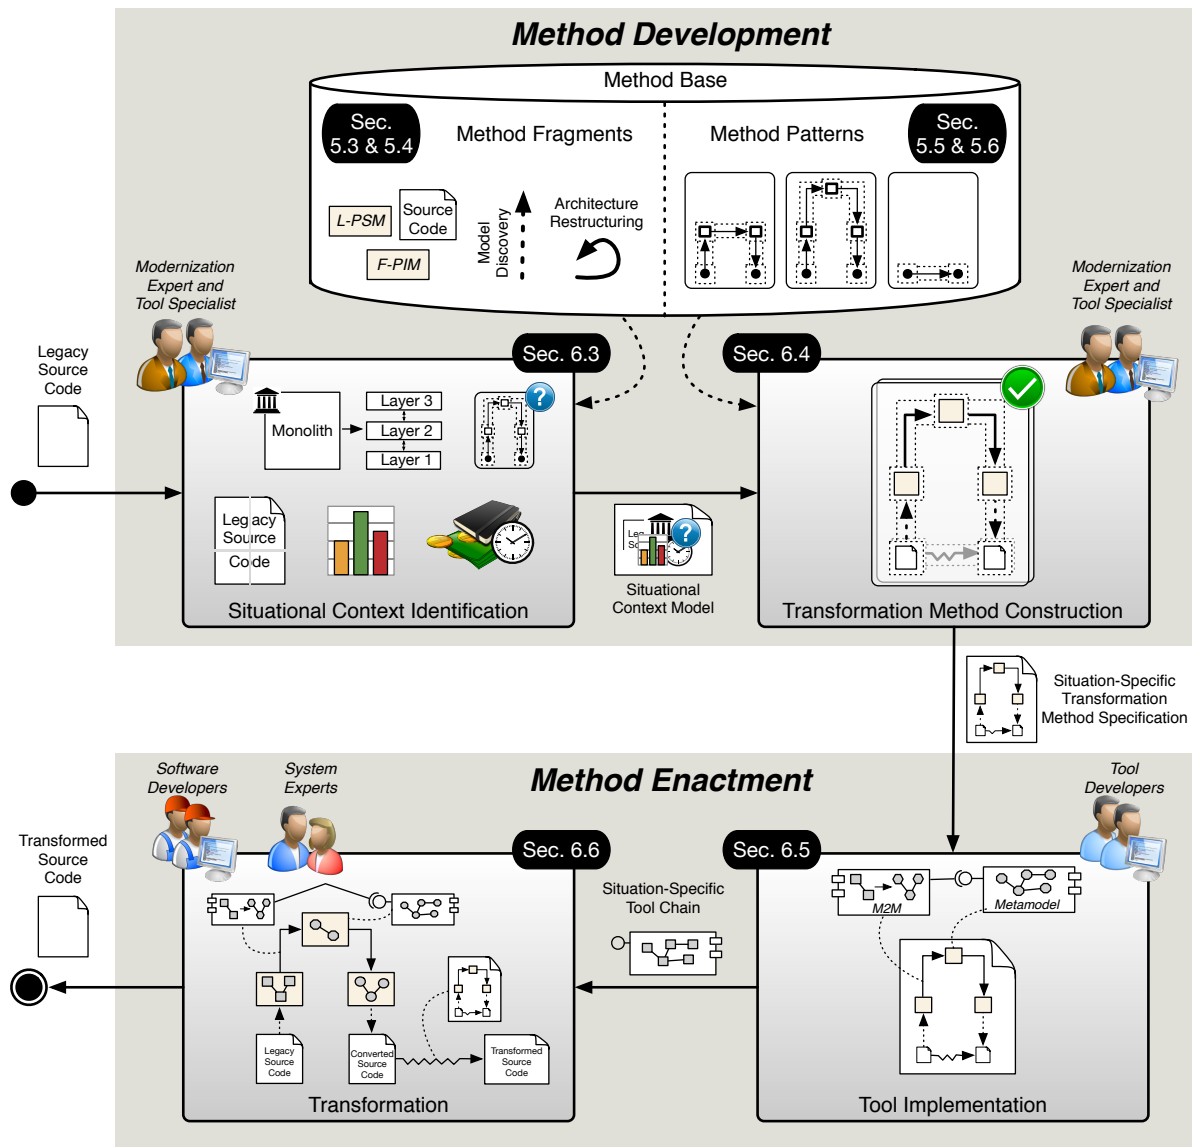 Method Development
Method Base
Sec.
5.3 & 5.4
Method Fragments
Method Patterns
Sec.
5.5 & 5.6
L-PSM
Source
Code
F-PIM
Model
Discovery
Architecture
Restructuring
Modernization
Expert and
Tool Specialist
Modernization
Expert and
Tool Specialist
Legacy
Source
Code
Sec. 6.3
Monolith
Layer 3
Layer 2
Layer 1
?
Legacy
Source
Code
Situational Context Identification
?
Situational
Context Model
Sec. 6.4
Transformation Method Construction
Situation-Specific
Transformation
Method Specification
Method Enactment
Software
Developers
System
Experts
Tool
Developers
Transformed
Source
Code
Sec. 6.6
Legacy
Source
Code
Converted
Source
Code
Transformed
Source
Code
Transformation
Situation-Specific
Tool Chain
Sec. 6.5
M2M
Metamodel
Tool Implementation